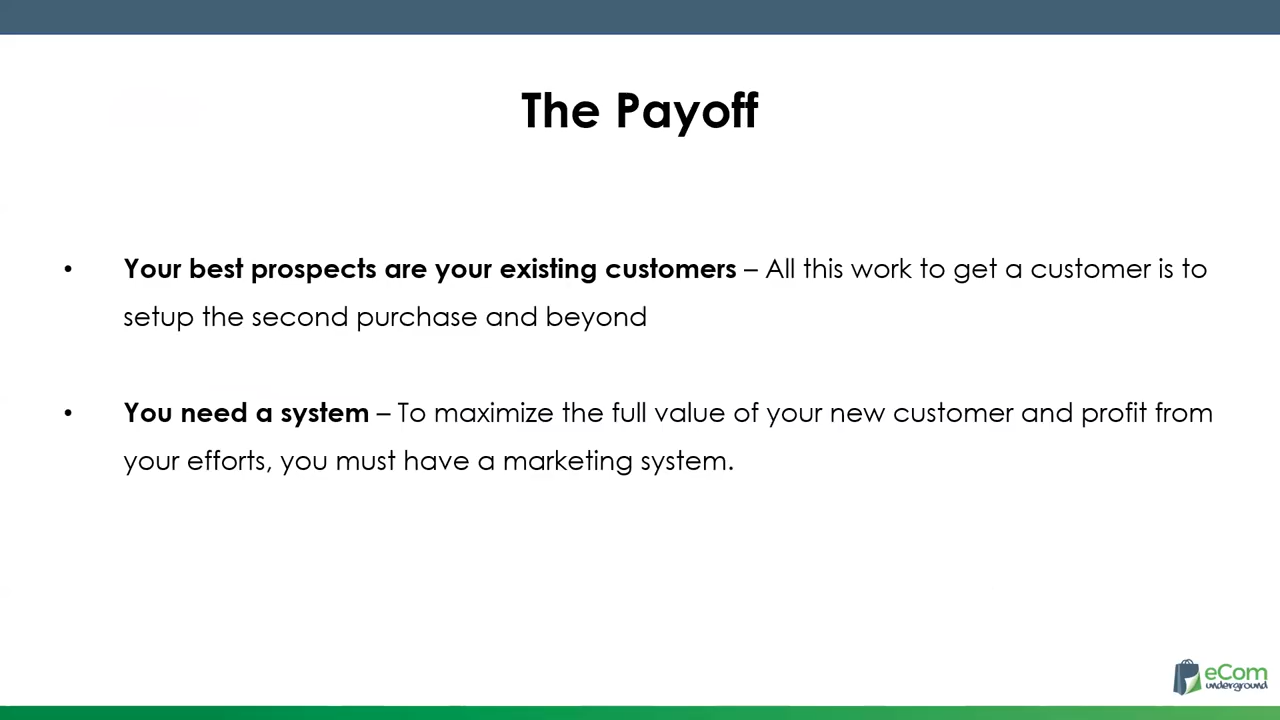 The Payoff
• Your best prospects are your existing customers – All this work to get a customer is to
setup the second purchase and beyond
• You need a system – To maximize the full value of your new customer and profit from
your efforts, you must have a marketing system.
eCom
underground